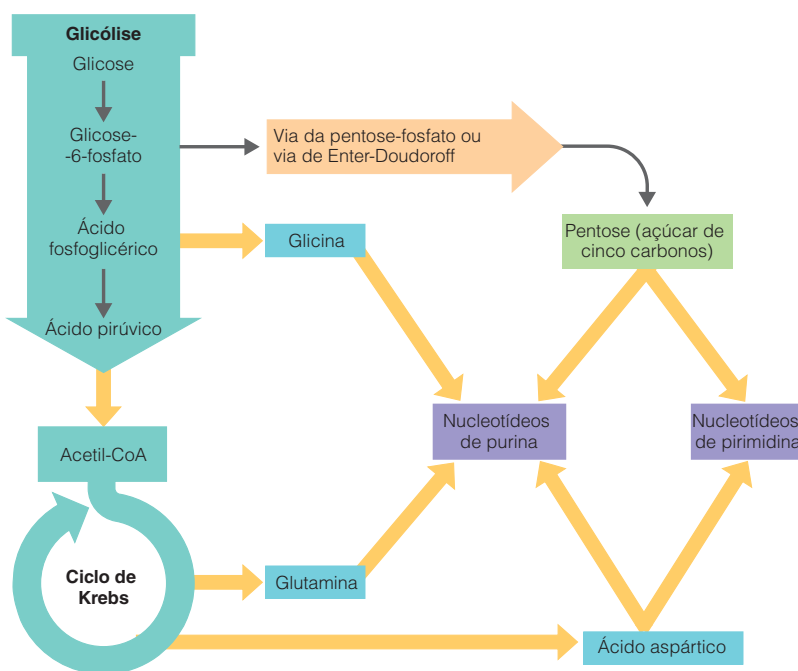 Glicólise
Glicose
Glicose-
-6-fosfato
Via da pentose-fosfato ou
via de Enter-Doudoroff
Ácido
fosfoglicérico
Glicina
Pentose (açúcar de
cinco carbonos)
Ácido pirúvico
Nucleotídeos
de purina
Nucleotídeos
de pirimidina
Acetil-CoA
Ciclo de
Krebs
Glutamina
Ácido aspártico